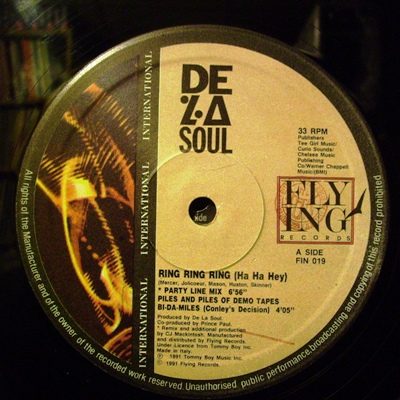 DE
LA
SOUL
33 RPM
Publishers
Tee Girl Music/
Curio Sounds/
Chelsea Music
Publishing
Co/Warner Chappell
Music(BMI)
FLY
ING
RECORDS
A SIDE
FIN 019
INTERNATIONAL
INTERNATIONAL
INTERNATIONAL
INTERNATIONAL
INTERNATIONAL
RING RING RING (Ha Ha Hey)
(Mercer, Jolicoeur, Mason, Huston, Skinner)
* PARTY LINE MIX 6'56"
PILES AND PILES OF DEMO TAPES
BI-DA-MILES (Conley's Decision) 4'05"
Produced by De La Soul.
Co-produced by Prince Paul.
* Remix and additional production
by CJ Mackintosh. Manufactured
and distributed by Flying Records.
Under Licence from Tommy Boy Inc.
Made in Italy.
℗ 1991 Tommy Boy Music Inc.
© 1991 Flying Records.
All rights of the Manufacturer and of the owner of the recorded work reserved. Unauthorised public performance, broadcasting and copying of this record prohibited